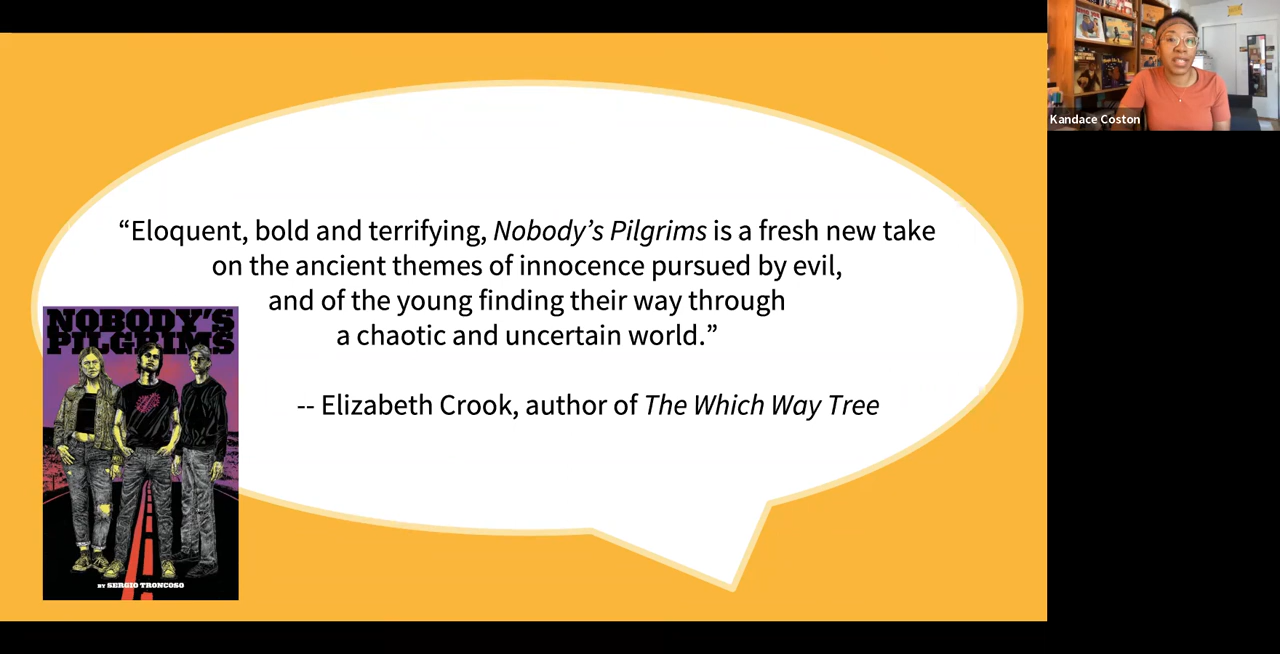 “Eloquent, bold and terrifying, Nobody’s Pilgrims is a fresh new take
on the ancient themes of innocence pursued by evil,
and of the young finding their way through
a chaotic and uncertain world.”
-- Elizabeth Crook, author of The Which Way Tree
NOBODY'S
PILGRIMS
BY SERGIO TRONCOSO
Kandace Coston